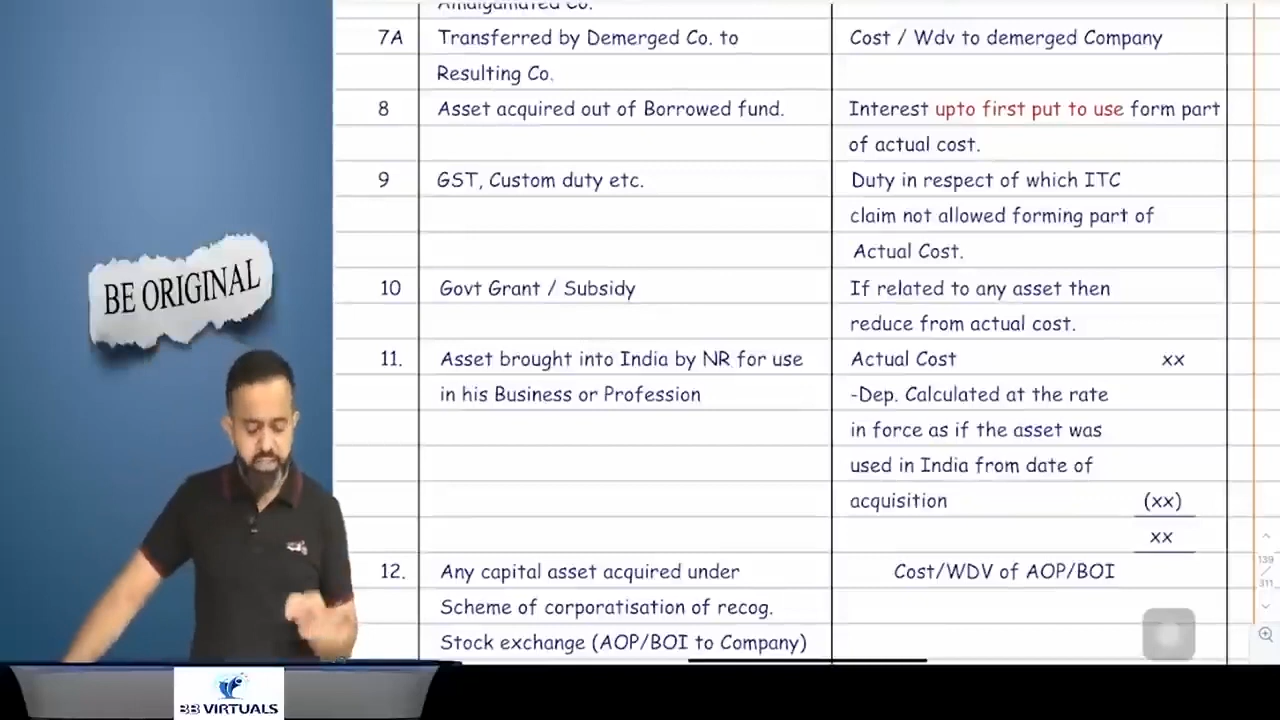 Amalgamated Co.
7A Transferred by Demerged Co. to Cost / Wdv to demerged Company
Resulting Co.
8 Asset acquired out of Borrowed fund. Interest upto first put to use form part
of actual cost.
9 GST, Custom duty etc. Duty in respect of which ITC
claim not allowed forming part of
Actual Cost.
10 Govt Grant / Subsidy If related to any asset then
reduce from actual cost.
11. Asset brought into India by NR for use Actual Cost xx
in his Business or Profession -Dep. Calculated at the rate
in force as if the asset was
used in India from date of
acquisition (xx)
xx
12. Any capital asset acquired under Cost/WDV of AOP/BOI
Scheme of corporatisation of recog.
Stock exchange (AOP/BOI to Company)
BE ORIGINAL
BB VIRTUALS
139
/
311